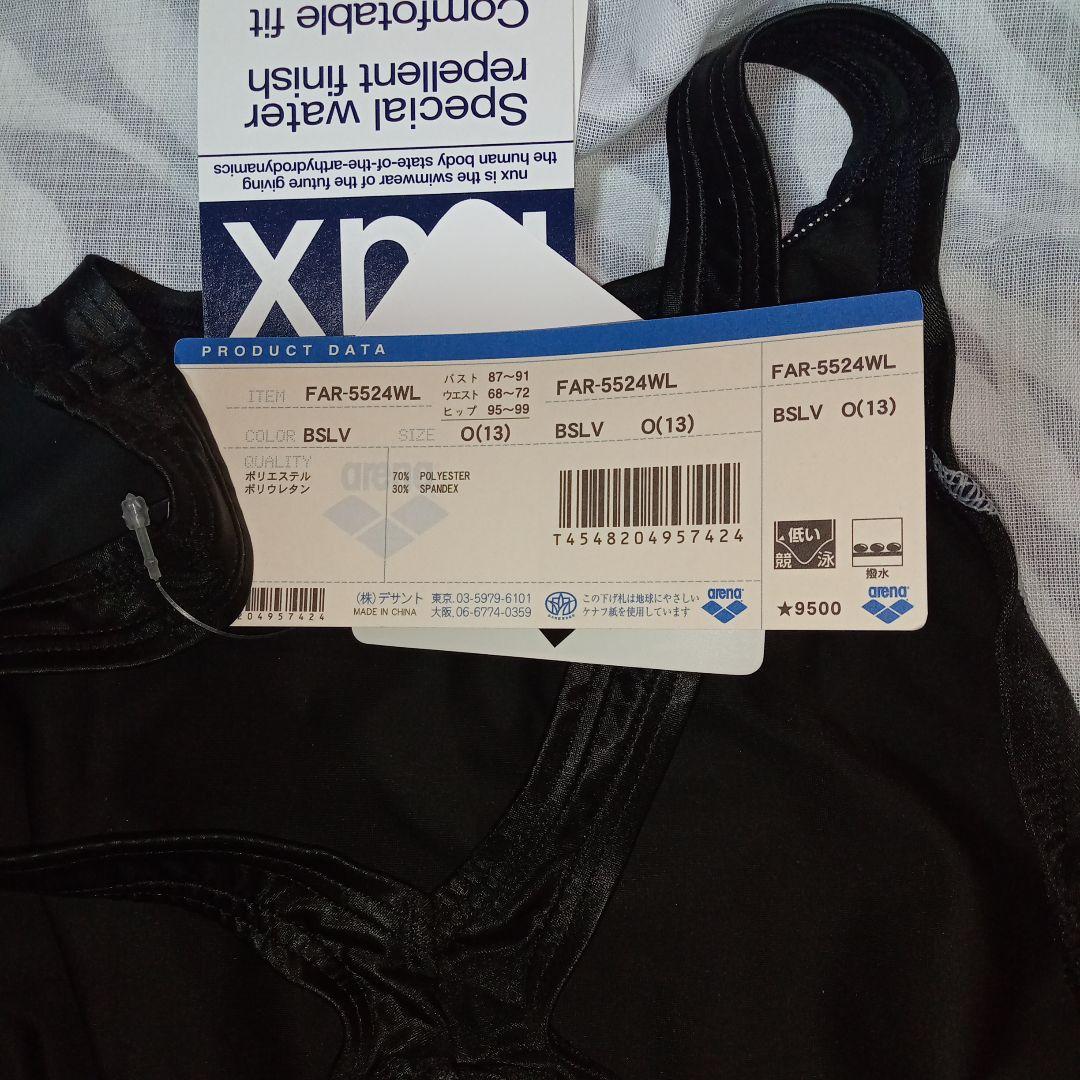 Comfotable fit
Special water
repellent finish
nux is the swimwear of the future giving
the human body state-of-the-arthydrodynamics
nux
PRODUCT DATA
ITEM FAR-5524WL
バスト 87〜91
ウエスト 68〜72
ヒップ 95〜99
COLOR BSLV SIZE O(13)
QUALITY
ポリエステル 70% POLYESTER
ポリウレタン 30% SPANDEX
arena
204957424
(株)デサント 東京.03-5979-6101
MADE IN CHINA 大阪.06-6774-0359
FAR-5524WL
BSLV O(13)
T4548204957424
この下げ札は地球にやさしい
ケナフ紙を使用しています
arena
FAR-5524WL
BSLV O(13)
低い
競 泳
撥水
★9500
arena